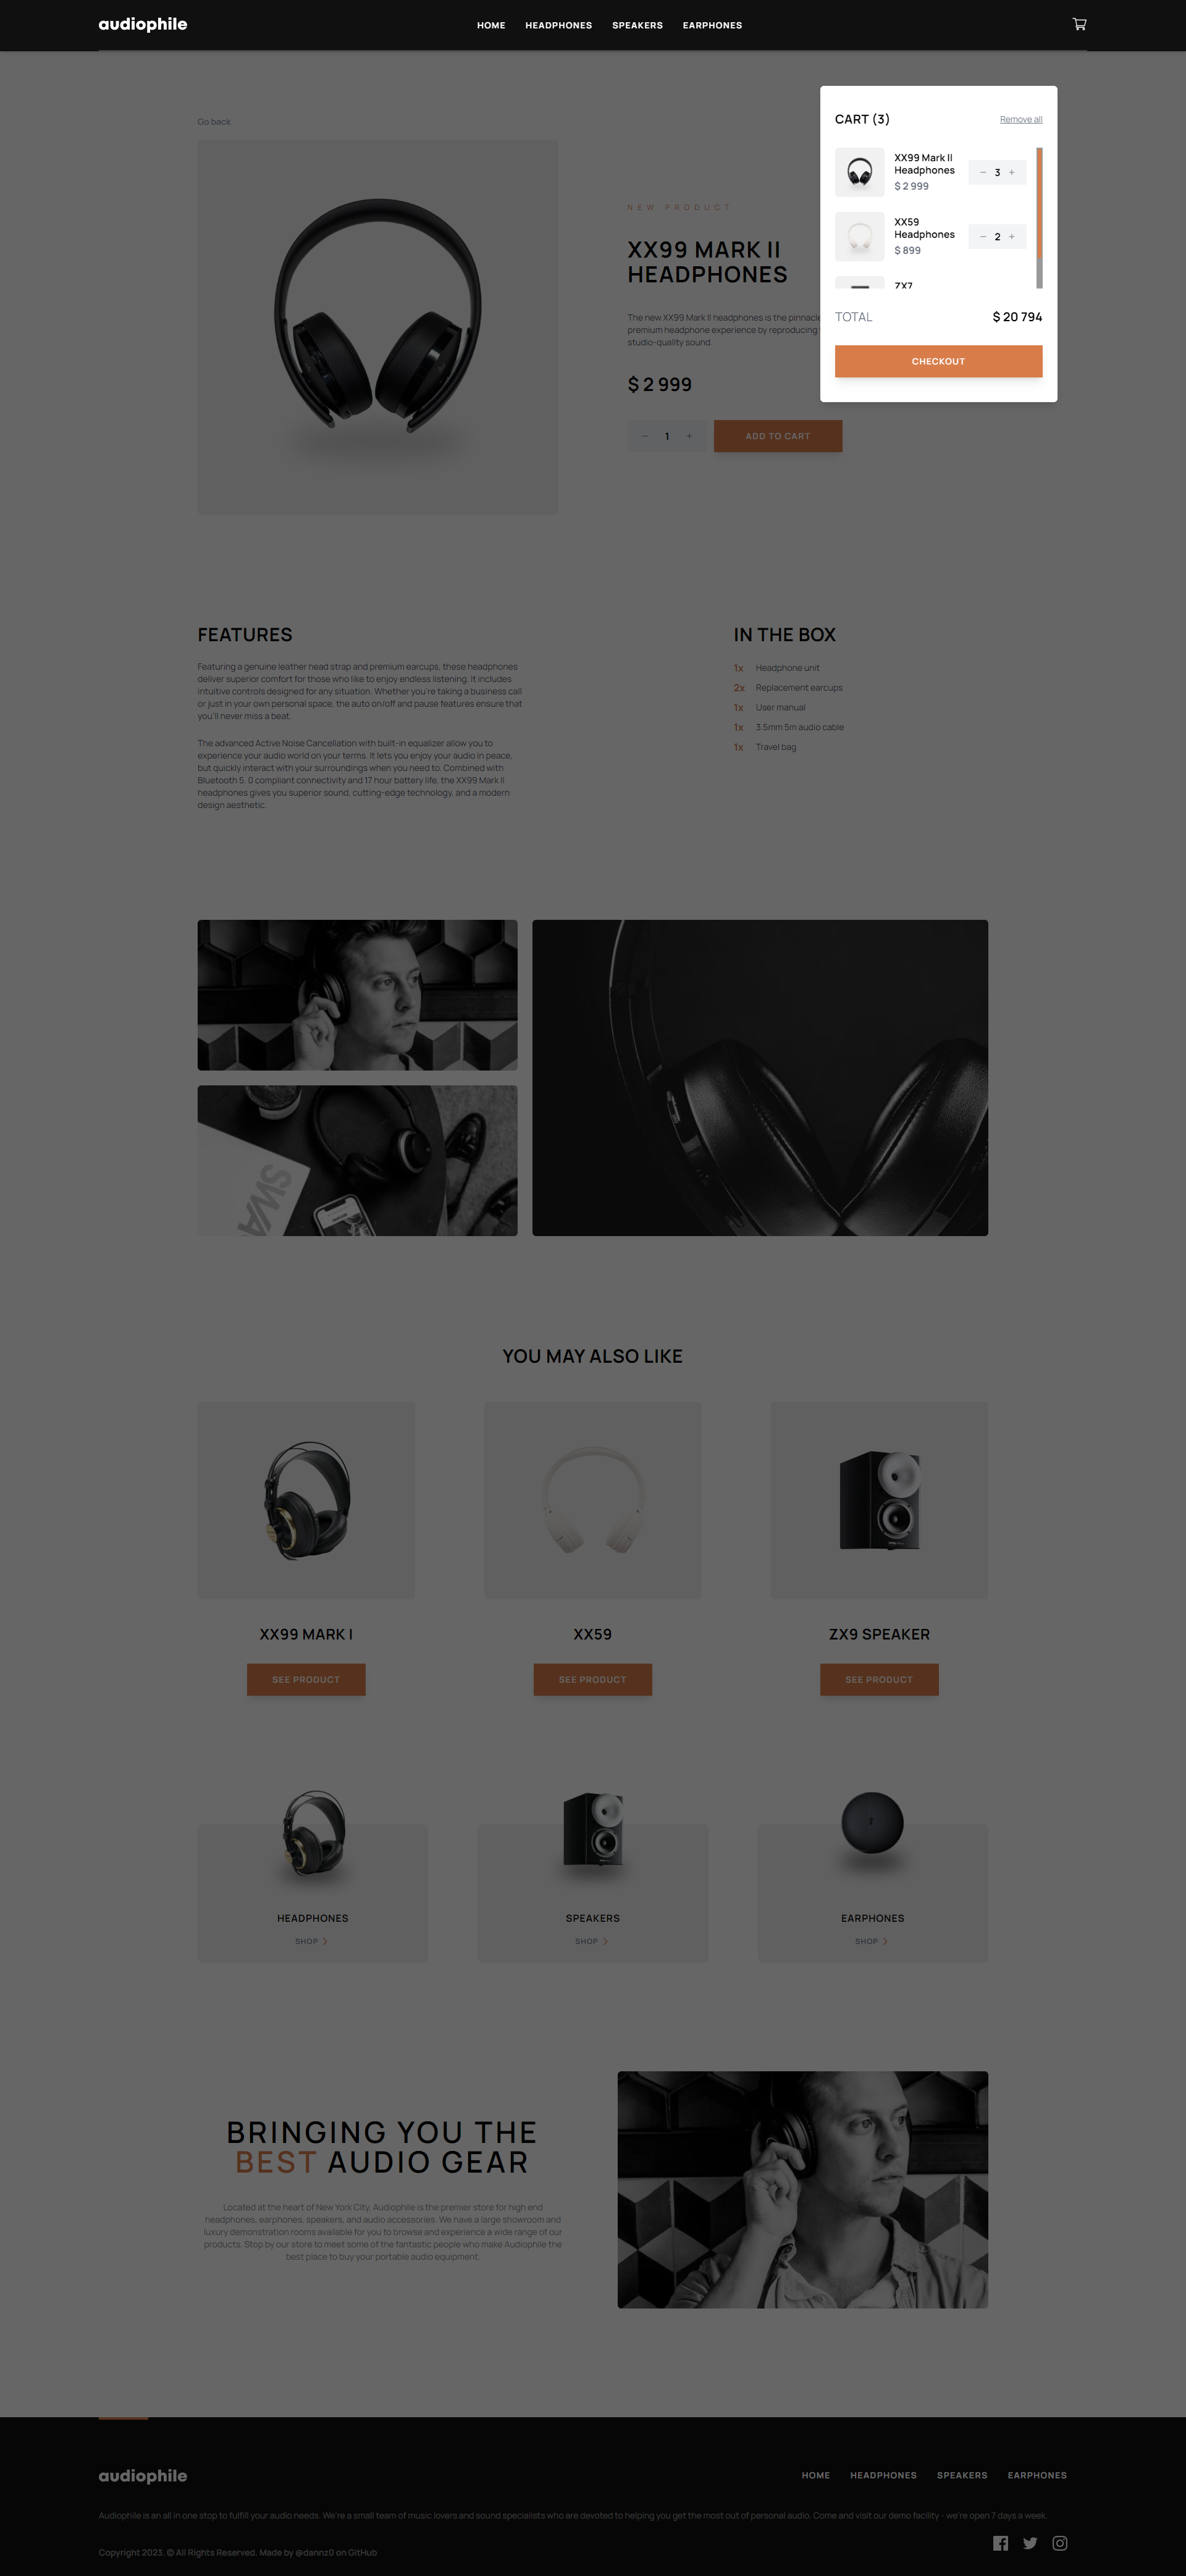 audiophile
HOME HEADPHONES SPEAKERS EARPHONES
Go back
CART (3) Remove all
XX99 Mark II
Headphones
$ 2 999
− 3 +
XX59
Headphones
$ 899
− 2 +
ZX7
TOTAL $ 20 794
CHECKOUT
NEW PRODUCT
XX99 MARK II
HEADPHONES
The new XX99 Mark II headphones is the pinnacle
premium headphone experience by reproducing
studio-quality sound.
$ 2 999
− 1 + ADD TO CART
FEATURES
Featuring a genuine leather head strap and premium earcups, these headphones
deliver superior comfort for those who like to enjoy endless listening. It includes
intuitive controls designed for any situation. Whether you're taking a business call
or just in your own personal space, the auto on/off and pause features ensure that
you'll never miss a beat.
The advanced Active Noise Cancellation with built-in equalizer allow you to
experience your audio world on your terms. It lets you enjoy your audio in peace,
but quickly interact with your surroundings when you need to. Combined with
Bluetooth 5. 0 compliant connectivity and 17 hour battery life, the XX99 Mark II
headphones gives you superior sound, cutting-edge technology, and a modern
design aesthetic.
IN THE BOX
1x Headphone unit
2x Replacement earcups
1x User manual
1x 3.5mm 5m audio cable
1x Travel bag
SWA
YOU MAY ALSO LIKE
XX99 MARK I
SEE PRODUCT
XX59
SEE PRODUCT
ZX9 SPEAKER
SEE PRODUCT
HEADPHONES
SHOP
SPEAKERS
SHOP
EARPHONES
SHOP
BRINGING YOU THE
BEST AUDIO GEAR
Located at the heart of New York City, Audiophile is the premier store for high end
headphones, earphones, speakers, and audio accessories. We have a large showroom and
luxury demonstration rooms available for you to browse and experience a wide range of our
products. Stop by our store to meet some of the fantastic people who make Audiophile the
best place to buy your portable audio equipment.
audiophile
HOME HEADPHONES SPEAKERS EARPHONES
Audiophile is an all in one stop to fulfill your audio needs. We're a small team of music lovers and sound specialists who are devoted to helping you get the most out of personal audio. Come and visit our demo facility - we're open 7 days a week.
Copyright 2023. © All Rights Reserved. Made by @dannz0 on GitHub